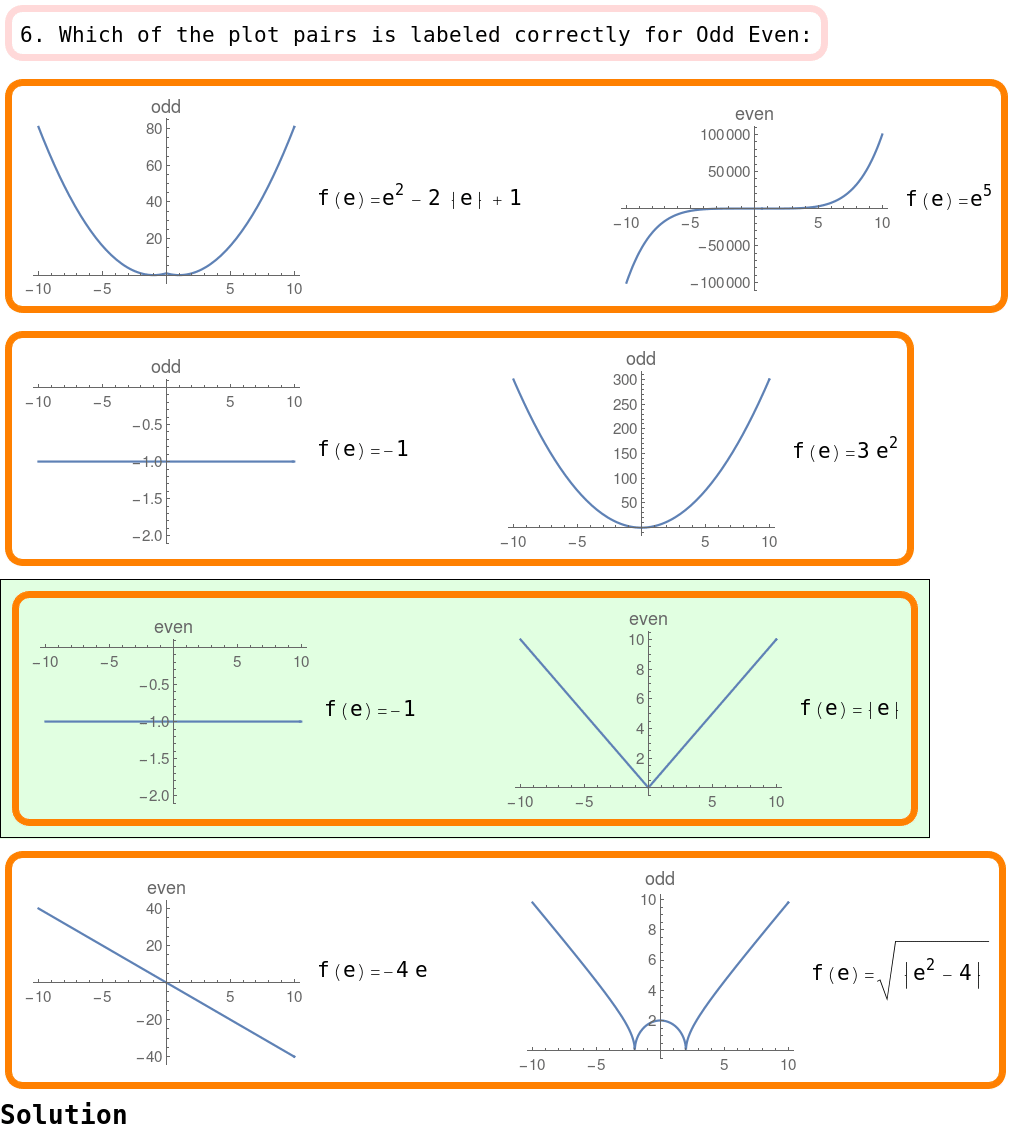 6. Which of the plot pairs is labeled correctly for Odd Even:
odd
80
60
40
20
−10 −5 5 10
f(e)=e² − 2 |e| + 1
even
100 000
50 000
−10 −5 5 10
−50 000
−100 000
f(e)=e⁵
odd
−10 −5 5 10
−0.5
−1.0
−1.5
−2.0
f(e)=−1
odd
300
250
200
150
100
50
−10 −5 5 10
f(e)=3 e²
even
−10 −5 5 10
−0.5
−1.0
−1.5
−2.0
f(e)=−1
even
10
8
6
4
2
−10 −5 5 10
f(e)=|e|
even
40
20
−10 −5 5 10
−20
−40
f(e)=−4 e
odd
10
8
6
4
2
−10 −5 5 10
f(e)=√|e² − 4|
Solution